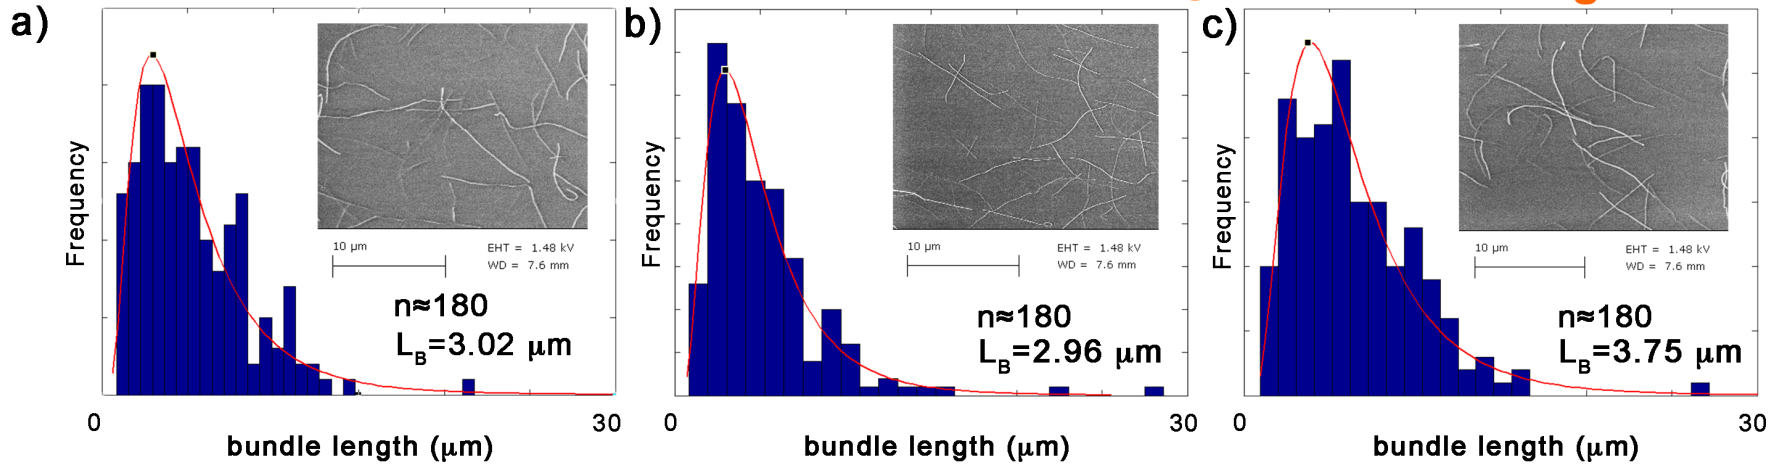 a)
Frequency
10 µm
EHT = 1.48 kV
WD = 7.6 mm
n≈180
L_B=3.02 µm
0
30
bundle length (µm)
b)
Frequency
10 µm
EHT = 1.48 kV
WD = 7.6 mm
n≈180
L_B=2.96 µm
0
30
bundle length (µm)
c)
Frequency
10 µm
EHT = 1.48 kV
WD = 7.6 mm
n≈180
L_B=3.75 µm
0
30
bundle length (µm)